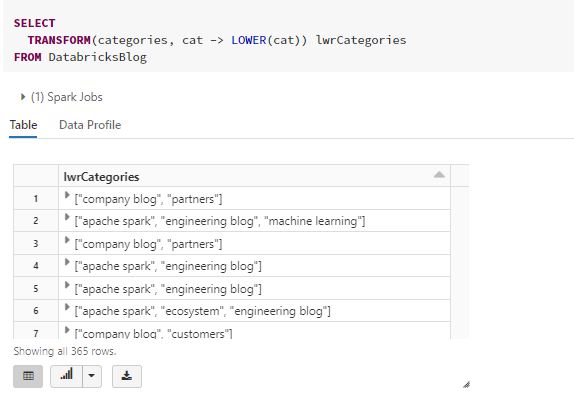 SELECT
TRANSFORM(categories, cat -> LOWER(cat)) lwrCategories
FROM DatabricksBlog
(1) Spark Jobs
Table Data Profile
lwrCategories
1 ["company blog", "partners"]
2 ["apache spark", "engineering blog", "machine learning"]
3 ["company blog", "partners"]
4 ["apache spark", "engineering blog"]
5 ["apache spark", "engineering blog"]
6 ["apache spark", "ecosystem", "engineering blog"]
7 ["company blog", "customers"]
Showing all 365 rows.